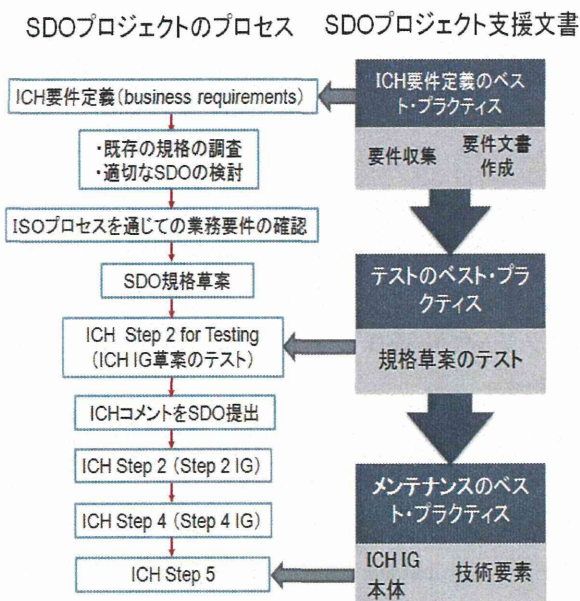 SDOプロジェクトのプロセス
ICH要件定義(business requirements)
・既存の規格の調査
・適切なSDOの検討
ISOプロセスを通じての業務要件の確認
SDO規格草案
ICH Step 2 for Testing
(ICH IG草案のテスト)
ICHコメントをSDO提出
ICH Step 2 (Step 2 IG)
ICH Step 4 (Step 4 IG)
ICH Step 5
SDOプロジェクト支援文書
ICH要件定義のベス
ト・プラクティス
要件収集
要件文書
作成
テストのベスト・プラ
クティス
規格草案のテスト
メンテナンスのベス
ト・プラクティス
ICH IG
本体
技術要素